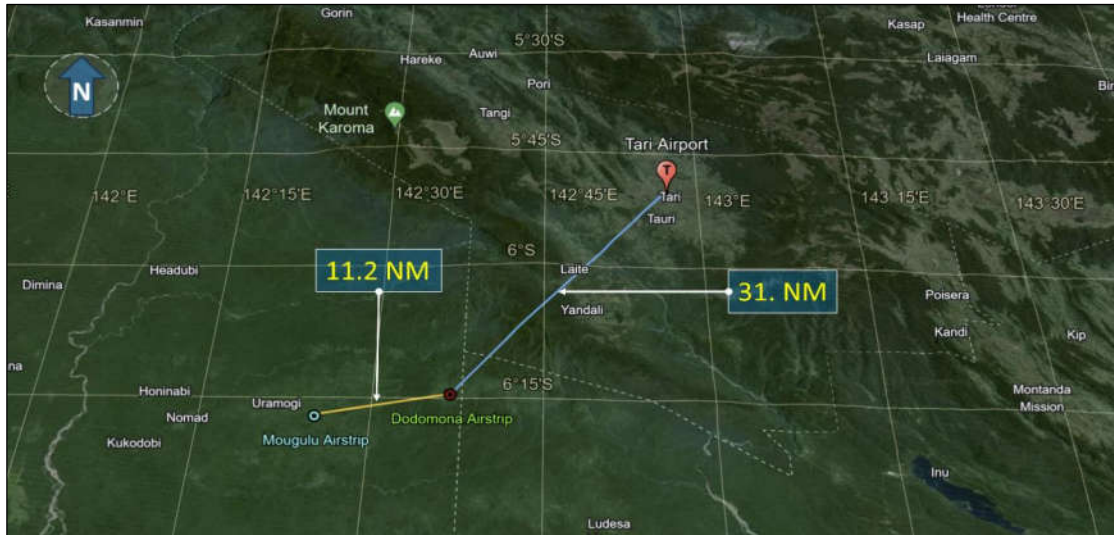 Kasanmin
Gorin
Health Centre
Kasap
Laiagam
5°30'S
Auwi
Hareke
Pori
N
Mount
Karoma
Tangi
5°45'S
Tari Airport
T
Tari
Tauri
142°E
142°15'E
142°30'E
142°45'E
143°E
143°15'E
143°30'E
6°S
Headubi
Laite
11.2 NM
31. NM
Dimina
Yandali
Poisera
Kandi
Kip
na
Honinabi
Uramogi
6°15'S
Montanda
Mission
Nomad
Dodomona Airstrip
Kukodobi
Mougulu Airstrip
Inu
Ludesa